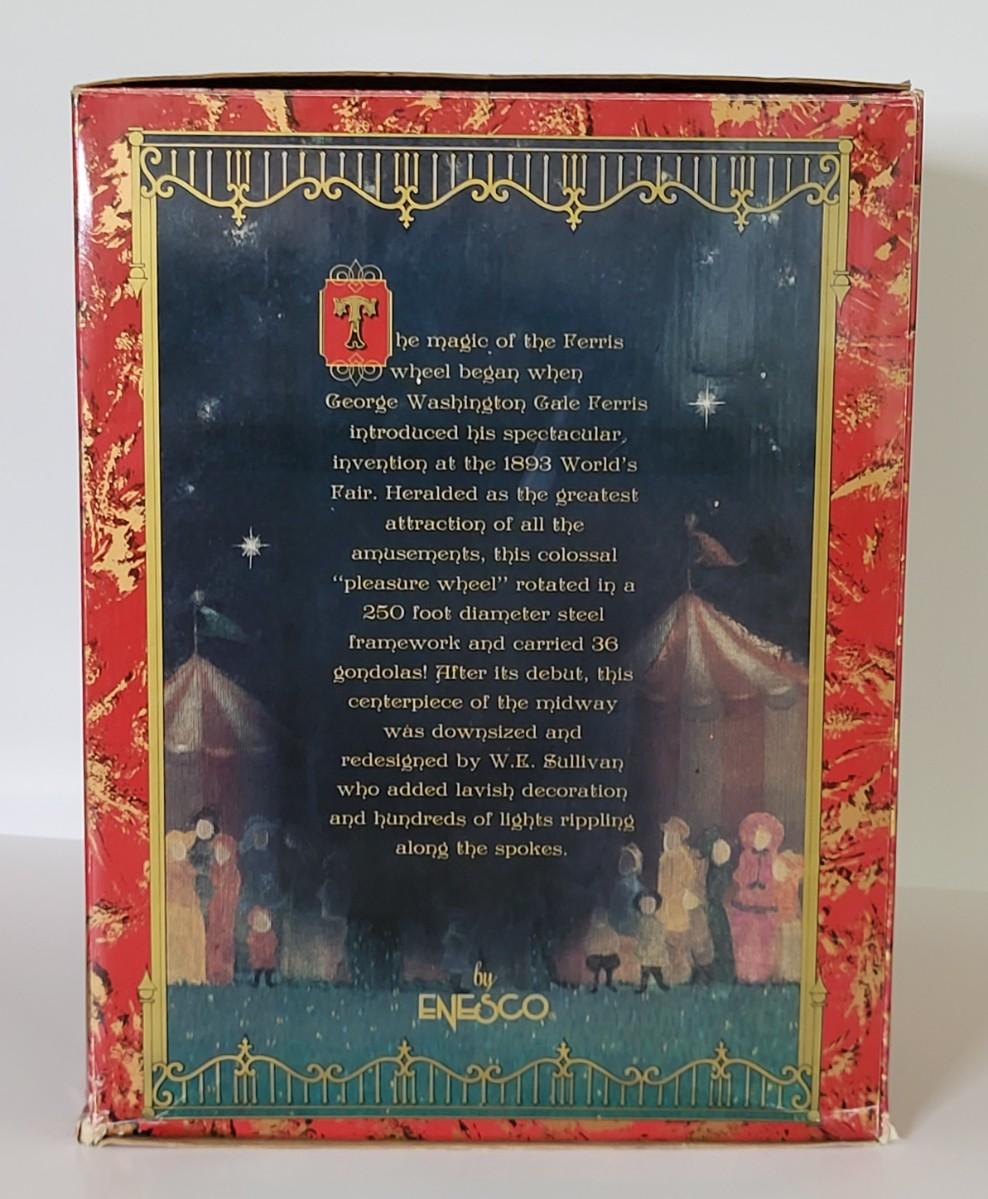 The magic of the Ferris
wheel began when
George Washington Gale Ferris
introduced his spectacular,
invention at the 1893 World's
Fair. Heralded as the greatest
attraction of all the
amusements, this colossal
“pleasure wheel” rotated in a
250 foot diameter steel
framework and carried 36
gondolas! After its debut, this
centerpiece of the midway
was downsized and
redesigned by W.E. Sullivan
who added lavish decoration
and hundreds of lights rippling
along the spokes.
by
ENESCO